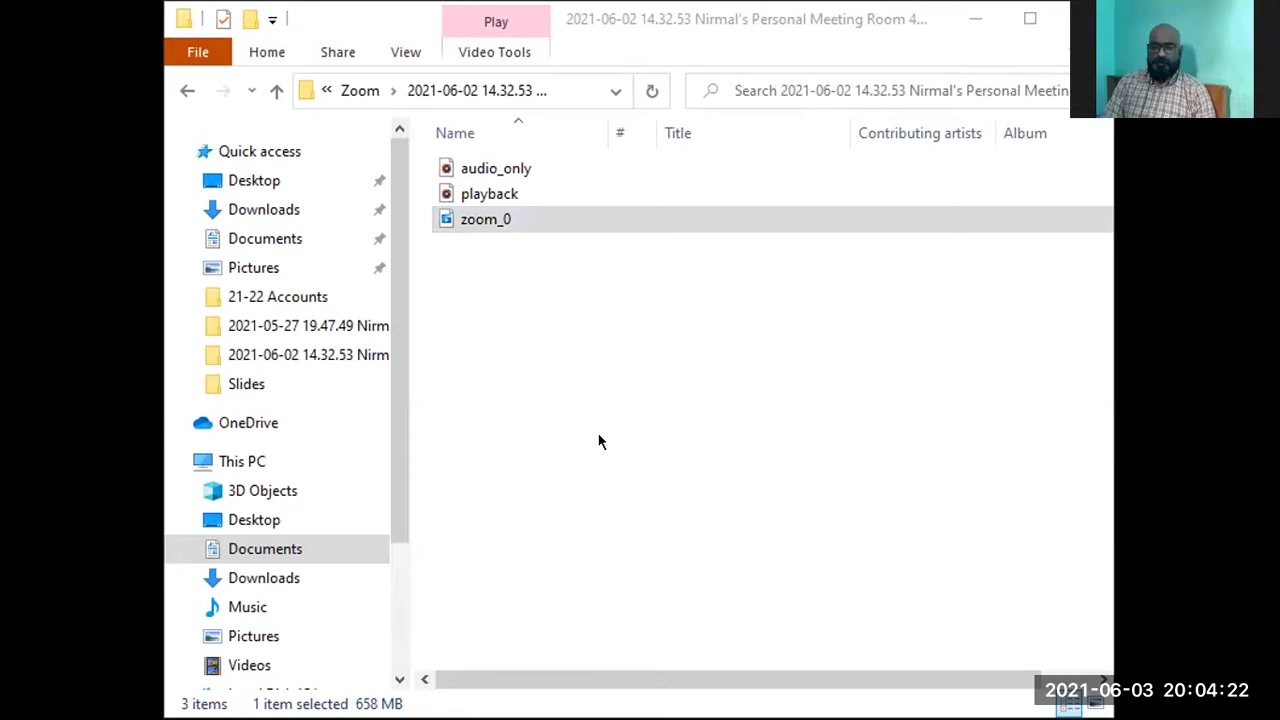 Play
2021-06-02 14.32.53 Nirmal's Personal Meeting Room 4...
File
Home
Share
View
Video Tools
« Zoom > 2021-06-02 14.32.53 ...
Search 2021-06-02 14.32.53 Nirmal's Personal Meetin
Name
#
Title
Contributing artists
Album
Quick access
Desktop
Downloads
Documents
Pictures
21-22 Accounts
2021-05-27 19.47.49 Nirm
2021-06-02 14.32.53 Nirm
Slides
OneDrive
This PC
3D Objects
Desktop
Documents
Downloads
Music
Pictures
Videos
audio_only
playback
zoom_0
3 items
1 item selected 658 MB
2021-06-03 20:04:22